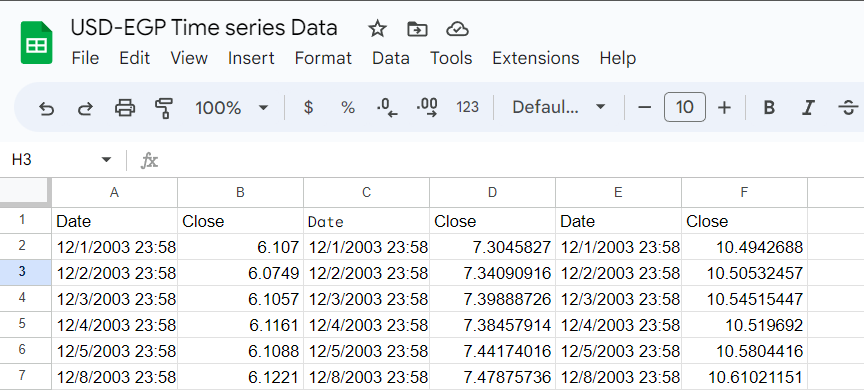 USD-EGP Time series Data
File Edit View Insert Format Data Tools Extensions Help
100% $ % .0 .00 123 Defaul... − 10 + B I S
H3 fx
A B C D E F
1 Date Close Date Close Date Close
2 12/1/2003 23:58 6.107 12/1/2003 23:58 7.3045827 12/1/2003 23:58 10.4942688
3 12/2/2003 23:58 6.0749 12/2/2003 23:58 7.34090916 12/2/2003 23:58 10.50532457
4 12/3/2003 23:58 6.1057 12/3/2003 23:58 7.39888726 12/3/2003 23:58 10.54515447
5 12/4/2003 23:58 6.1161 12/4/2003 23:58 7.38457914 12/4/2003 23:58 10.519692
6 12/5/2003 23:58 6.1088 12/5/2003 23:58 7.44174016 12/5/2003 23:58 10.5804416
7 12/8/2003 23:58 6.1221 12/8/2003 23:58 7.47875736 12/8/2003 23:58 10.61021151